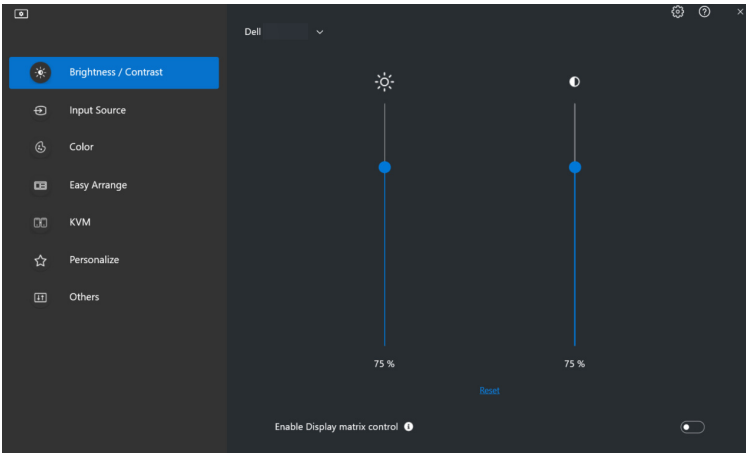 Dell
Brightness / Contrast
Input Source
Color
Easy Arrange
KVM
Personalize
Others
75 %
75 %
Reset
Enable Display matrix control